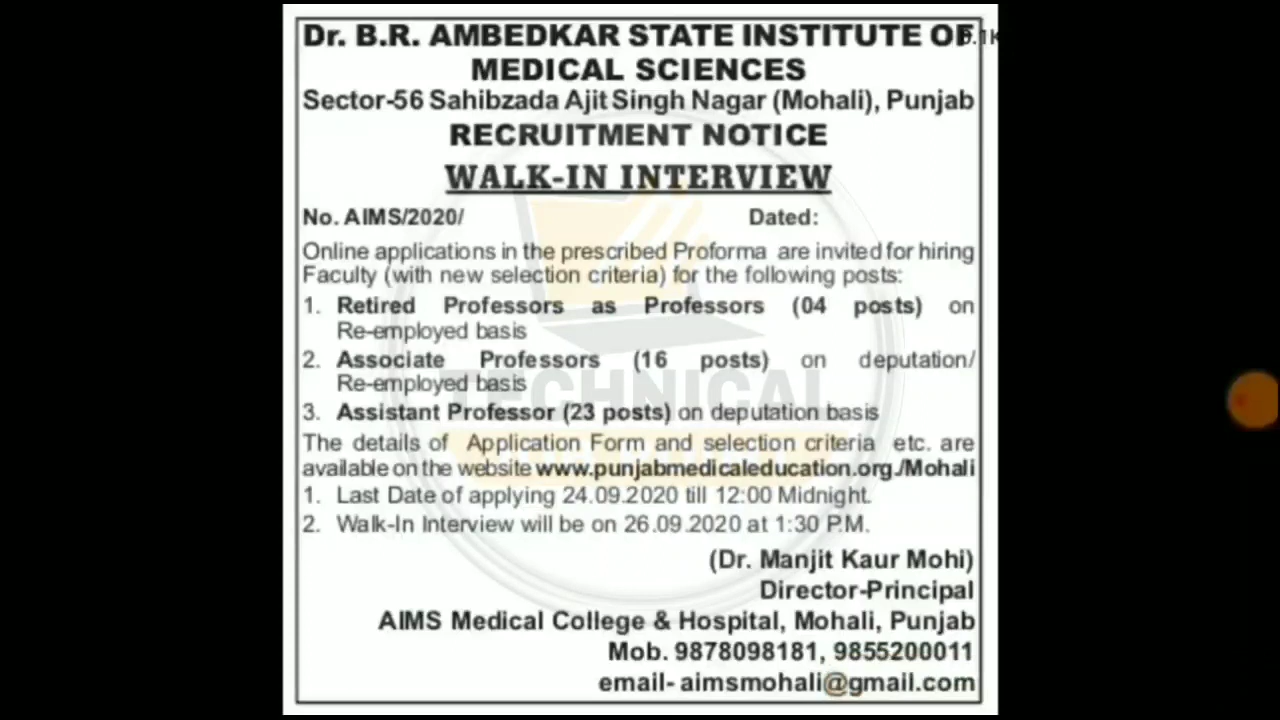 Dr. B.R. AMBEDKAR STATE INSTITUTE OF
MEDICAL SCIENCES
Sector-56 Sahibzada Ajit Singh Nagar (Mohali), Punjab
RECRUITMENT NOTICE
WALK-IN INTERVIEW
No. AIMS/2020/ Dated:
Online applications in the prescribed Proforma are invited for hiring
Faculty (with new selection criteria) for the following posts:
1. Retired Professors as Professors (04 posts) on
Re-employed basis
2. Associate Professors (16 posts) on deputation/
Re-employed basis
TECHNICAL
3. Assistant Professor (23 posts) on deputation basis
The details of Application Form and selection criteria etc. are
available on the website www.punjabmedicaleducation.org./Mohali
1. Last Date of applying 24.09.2020 till 12:00 Midnight.
2. Walk-In Interview will be on 26.09.2020 at 1:30 P.M.
(Dr. Manjit Kaur Mohi)
Director-Principal
AIMS Medical College & Hospital, Mohali, Punjab
Mob. 9878098181, 9855200011
email- aimsmohali@gmail.com